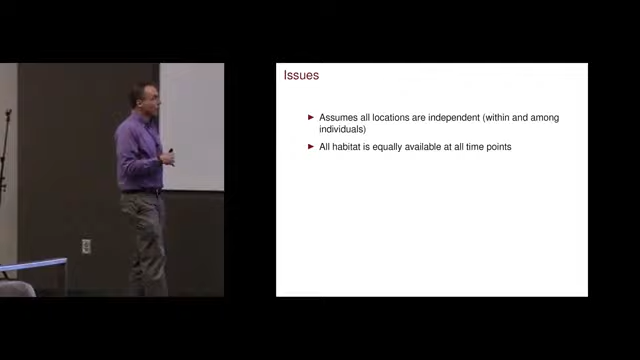 Issues
▶ Assumes all locations are independent (within and among
individuals)
▶ All habitat is equally available at all time points